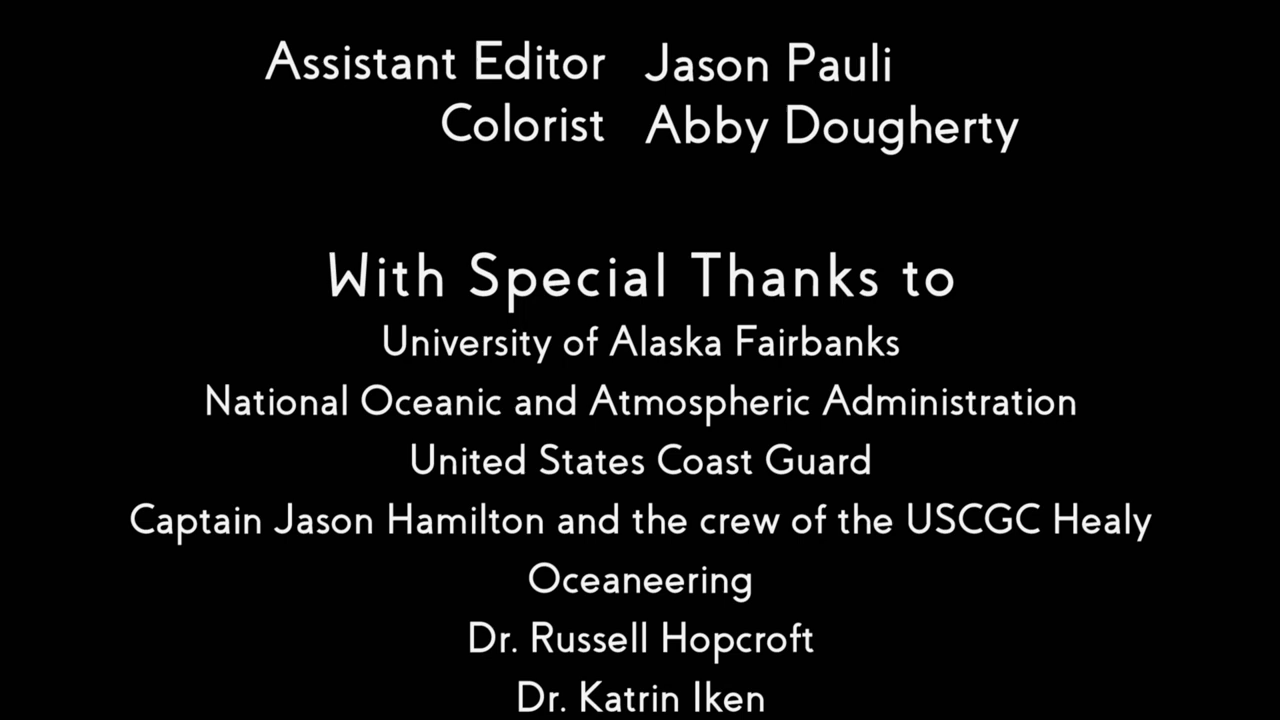 Assistant Editor Jason Pauli
Colorist Abby Dougherty
With Special Thanks to
University of Alaska Fairbanks
National Oceanic and Atmospheric Administration
United States Coast Guard
Captain Jason Hamilton and the crew of the USCGC Healy
Oceaneering
Dr. Russell Hopcroft
Dr. Katrin Iken